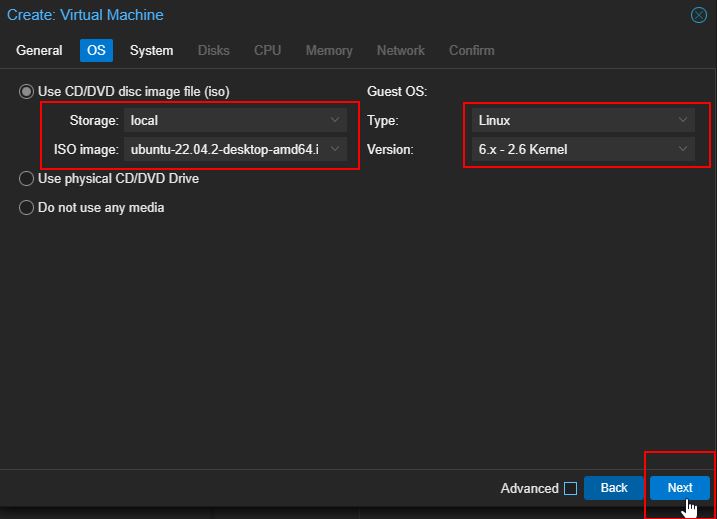 Create: Virtual Machine
General OS System Disks CPU Memory Network Confirm
Use CD/DVD disc image file (iso) Guest OS:
Storage: local Type: Linux
ISO image: ubuntu-22.04.2-desktop-amd64.i Version: 6.x - 2.6 Kernel
Use physical CD/DVD Drive
Do not use any media
Advanced Back Next